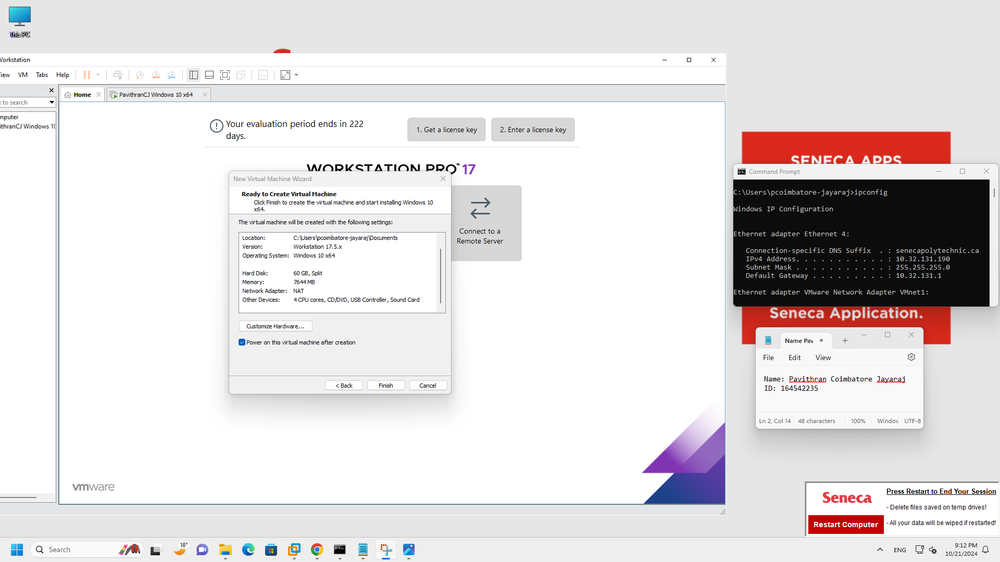 This PC
Workstation
View VM Tabs Help
to search
Home
PavithranCJ Windows 10 x64
Your evaluation period ends in 222
days.
1. Get a license key
2. Enter a license key
WORKSTATION PRO™ 17
Connect to a
Remote Server
New Virtual Machine Wizard
Ready to Create Virtual Machine
Click Finish to create the virtual machine and start installing Windows 10
x64.
The virtual machine will be created with the following settings:
Location: C:\Users\pcoimbatore-jayaraj\Documents
Version: Workstation 17.5.x
Operating System: Windows 10 x64
Hard Disk: 60 GB, Split
Memory: 7644 MB
Network Adapter: NAT
Other Devices: 4 CPU cores, CD/DVD, USB Controller, Sound Card
Customize Hardware...
Power on this virtual machine after creation
< Back
Finish
Cancel
vmware
SENECA APPS
Command Prompt
C:\Users\pcoimbatore-jayaraj>ipconfig
Windows IP Configuration
Ethernet adapter Ethernet 4:
Connection-specific DNS Suffix . : senecapolytechnic.ca
IPv4 Address. . . . . . . . . . . : 10.32.131.190
Subnet Mask . . . . . . . . . . . : 255.255.255.0
Default Gateway . . . . . . . . . : 10.32.131.1
Ethernet adapter VMware Network Adapter VMnet1:
Seneca Application.
Name Pav
File Edit View
Name: Pavithran Coimbatore Jayaraj
ID: 164542235
Ln 2, Col 14 48 characters 100% Window UTF-8
Seneca
Restart Computer
Press Restart to End Your Session
- Delete files saved on temp drives!
- All your data will be wiped if restarted!
Search
18°
ENG
9:12 PM
10/21/2024